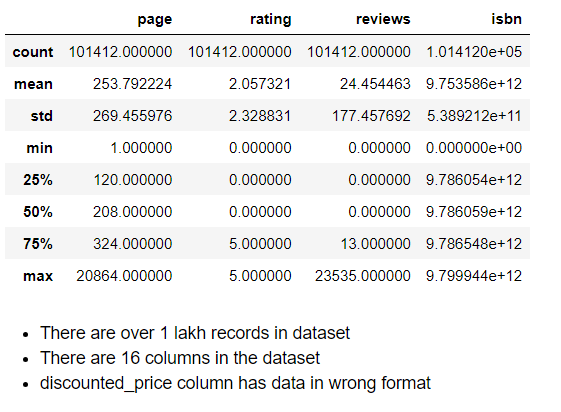 page rating reviews isbn
count 101412.000000 101412.000000 101412.000000 1.014120e+05
mean 253.792224 2.057321 24.454463 9.753586e+12
std 269.455976 2.328831 177.457692 5.389212e+11
min 1.000000 0.000000 0.000000 0.000000e+00
25% 120.000000 0.000000 0.000000 9.786054e+12
50% 208.000000 0.000000 0.000000 9.786059e+12
75% 324.000000 5.000000 13.000000 9.786548e+12
max 20864.000000 5.000000 23535.000000 9.799944e+12
• There are over 1 lakh records in dataset
• There are 16 columns in the dataset
• discounted_price column has data in wrong format